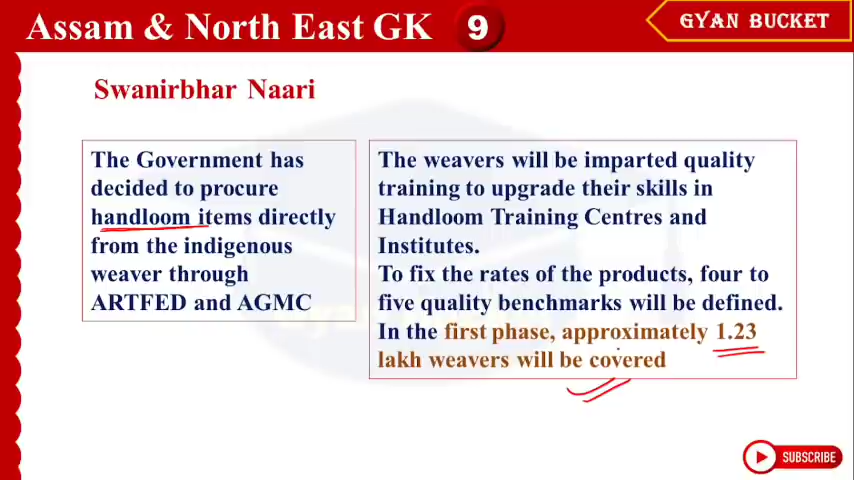 Assam & North East GK 9
GYAN BUCKET
Swanirbhar Naari
The Government has
decided to procure
handloom items directly
from the indigenous
weaver through
ARTFED and AGMC
The weavers will be imparted quality
training to upgrade their skills in
Handloom Training Centres and
Institutes.
To fix the rates of the products, four to
five quality benchmarks will be defined.
In the first phase, approximately 1.23
lakh weavers will be covered
SUBSCRIBE